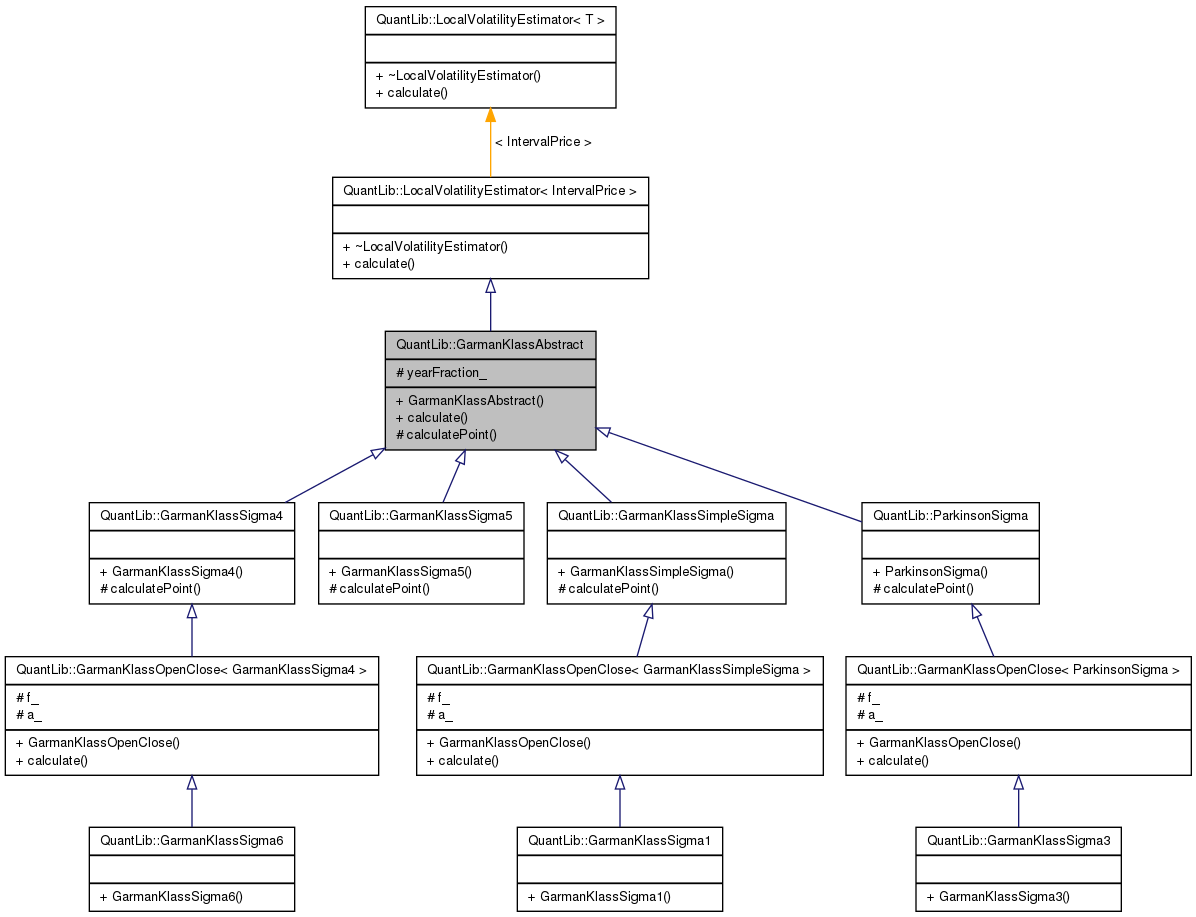 QuantLib::LocalVolatilityEstimator< T >
+ ~LocalVolatilityEstimator()
+ calculate()
< IntervalPrice >
QuantLib::LocalVolatilityEstimator< IntervalPrice >
+ ~LocalVolatilityEstimator()
+ calculate()
QuantLib::GarmanKlassAbstract
# yearFraction_
+ GarmanKlassAbstract()
+ calculate()
# calculatePoint()
QuantLib::GarmanKlassSigma4
+ GarmanKlassSigma4()
# calculatePoint()
QuantLib::GarmanKlassSigma5
+ GarmanKlassSigma5()
# calculatePoint()
QuantLib::GarmanKlassSimpleSigma
+ GarmanKlassSimpleSigma()
# calculatePoint()
QuantLib::ParkinsonSigma
+ ParkinsonSigma()
# calculatePoint()
QuantLib::GarmanKlassOpenClose< GarmanKlassSigma4 >
# f_
# a_
+ GarmanKlassOpenClose()
+ calculate()
QuantLib::GarmanKlassOpenClose< GarmanKlassSimpleSigma >
# f_
# a_
+ GarmanKlassOpenClose()
+ calculate()
QuantLib::GarmanKlassOpenClose< ParkinsonSigma >
# f_
# a_
+ GarmanKlassOpenClose()
+ calculate()
QuantLib::GarmanKlassSigma6
+ GarmanKlassSigma6()
QuantLib::GarmanKlassSigma1
+ GarmanKlassSigma1()
QuantLib::GarmanKlassSigma3
+ GarmanKlassSigma3()